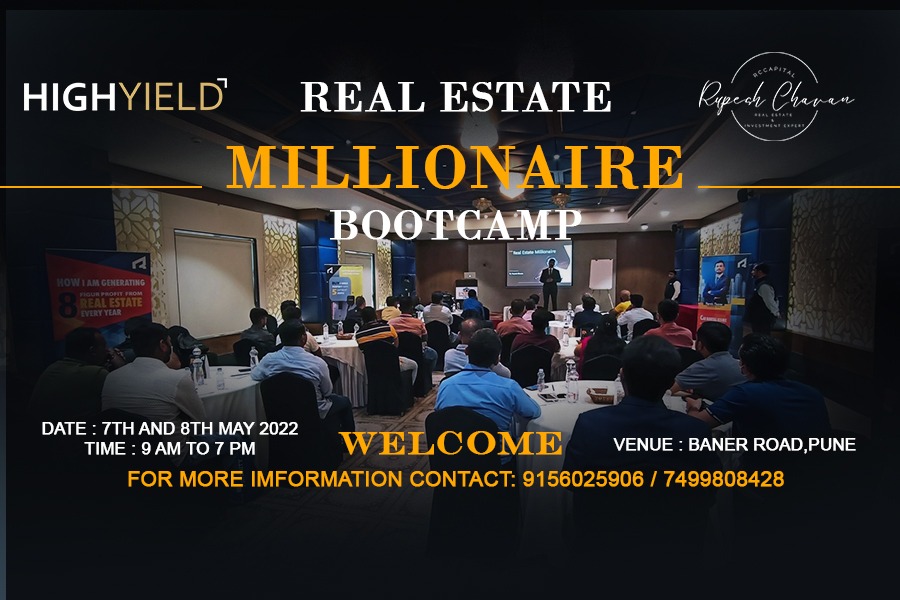 HIGHYIELD
REAL ESTATE
MILLIONAIRE
BOOTCAMP
RCCAPITAL
Rupesh Chavan
REAL ESTATE
&
INVESTMENT EXPERT
Real Estate Millionaire
HOW I AM GENERATING
8 FIGUR PROFIT FROM
REAL ESTATE
EVERY YEAR
DATE : 7TH AND 8TH MAY 2022
TIME : 9 AM TO 7 PM
WELCOME
VENUE : BANER ROAD,PUNE
FOR MORE IMFORMATION CONTACT: 9156025906 / 7499808428